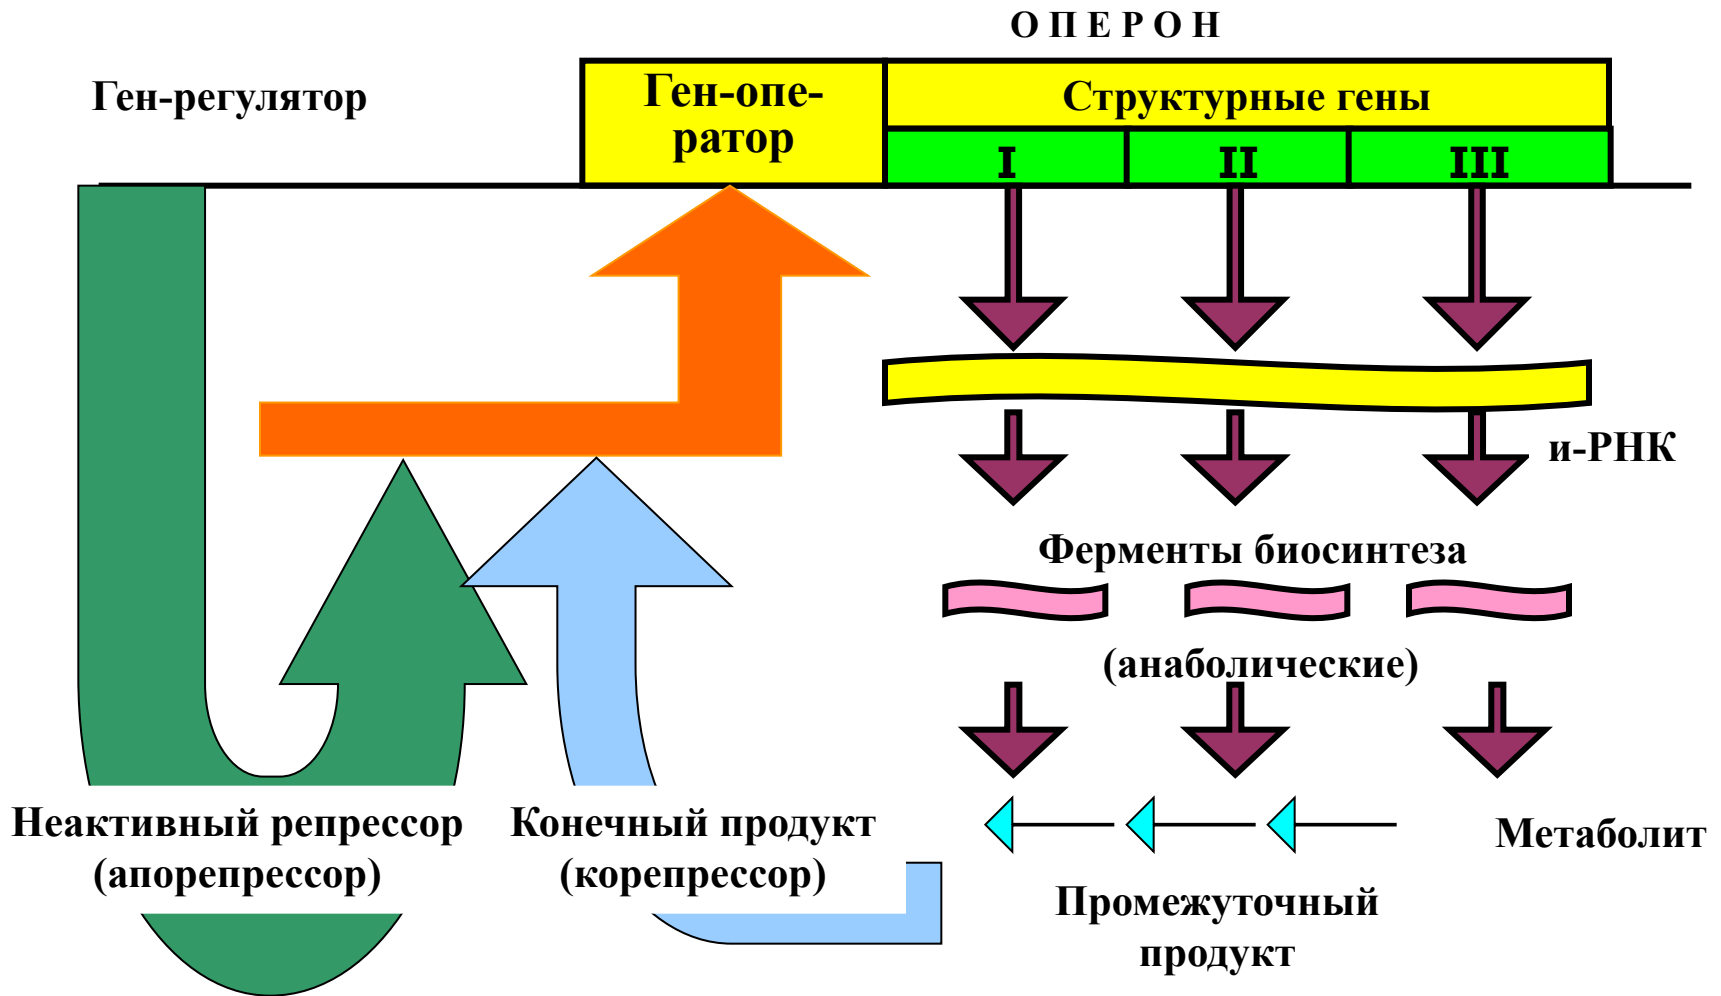 О П Е Р О Н
Ген-регулятор
Ген-опе-
ратор
Структурные гены
I II III
и-РНК
Ферменты биосинтеза
(анаболические)
Неактивный репрессор
(апорепрессор)
Конечный продукт
(корепрессор)
Метаболит
Промежуточный
продукт